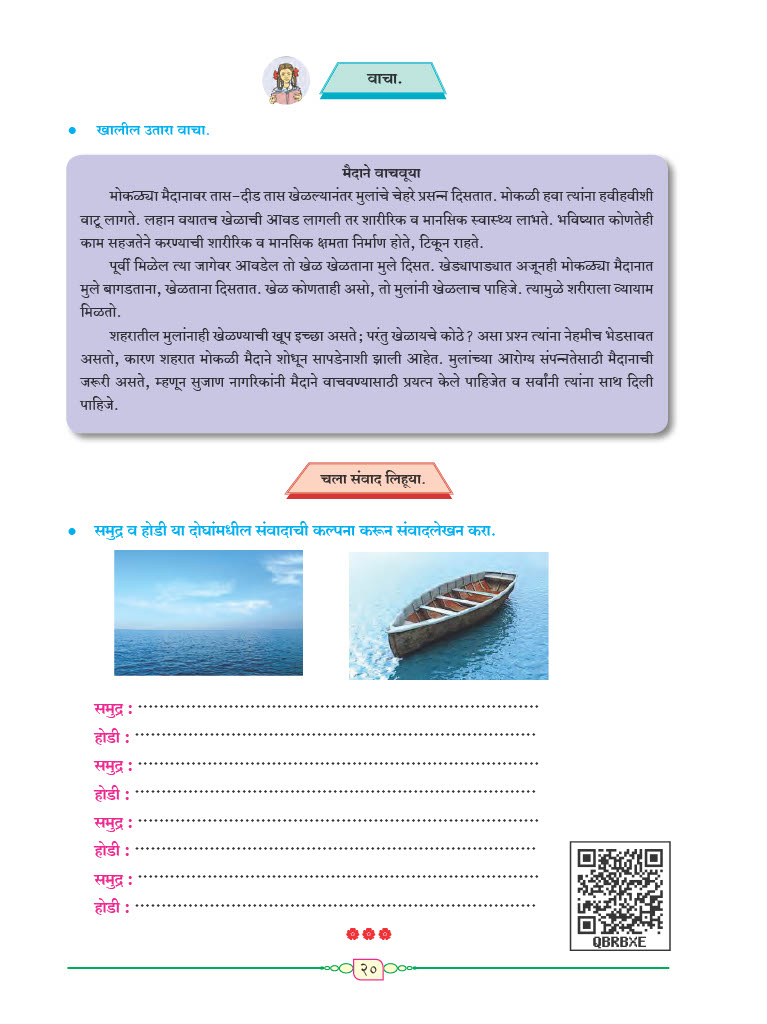 वाचा.
• खालील उतारा वाचा.
मैदाने वाचवूया
मोकळ्या मैदानावर तास-दीड तास खेळल्यानंतर मुलांचे चेहरे प्रसन्न दिसतात. मोकळी हवा त्यांना हवीहवीशी
वाटू लागते. लहान वयातच खेळाची आवड लागली तर शारीरिक व मानसिक स्वास्थ्य लाभते. भविष्यात कोणतेही
काम सहजतेने करण्याची शारीरिक व मानसिक क्षमता निर्माण होते, टिकून राहते.
पूर्वी मिळेल त्या जागेवर आवडेल तो खेळ खेळताना मुले दिसत. खेड्यापाड्यात अजूनही मोकळ्या मैदानात
मुले बागडताना, खेळताना दिसतात. खेळ कोणताही असो, तो मुलांनी खेळलाच पाहिजे. त्यामुळे शरीराला व्यायाम
मिळतो.
शहरातील मुलांनाही खेळण्याची खूप इच्छा असते; परंतु खेळायचे कोठे? असा प्रश्न त्यांना नेहमीच भेडसावत
असतो, कारण शहरात मोकळी मैदाने शोधून सापडेनाशी झाली आहेत. मुलांच्या आरोग्य संपन्नतेसाठी मैदानाची
जरूरी असते, म्हणून सुजाण नागरिकांनी मैदाने वाचवण्यासाठी प्रयत्न केले पाहिजेत व सर्वांनी त्यांना साथ दिली
पाहिजे.
चला संवाद लिहूया.
• समुद्र व होडी या दोघांमधील संवादाची कल्पना करून संवादलेखन करा.
समुद्र : ................................................................................
होडी : ................................................................................
समुद्र : ................................................................................
होडी : ................................................................................
समुद्र : ................................................................................
होडी : ................................................................................
समुद्र : ................................................................................
होडी : ................................................................................
QBRBXE
२०